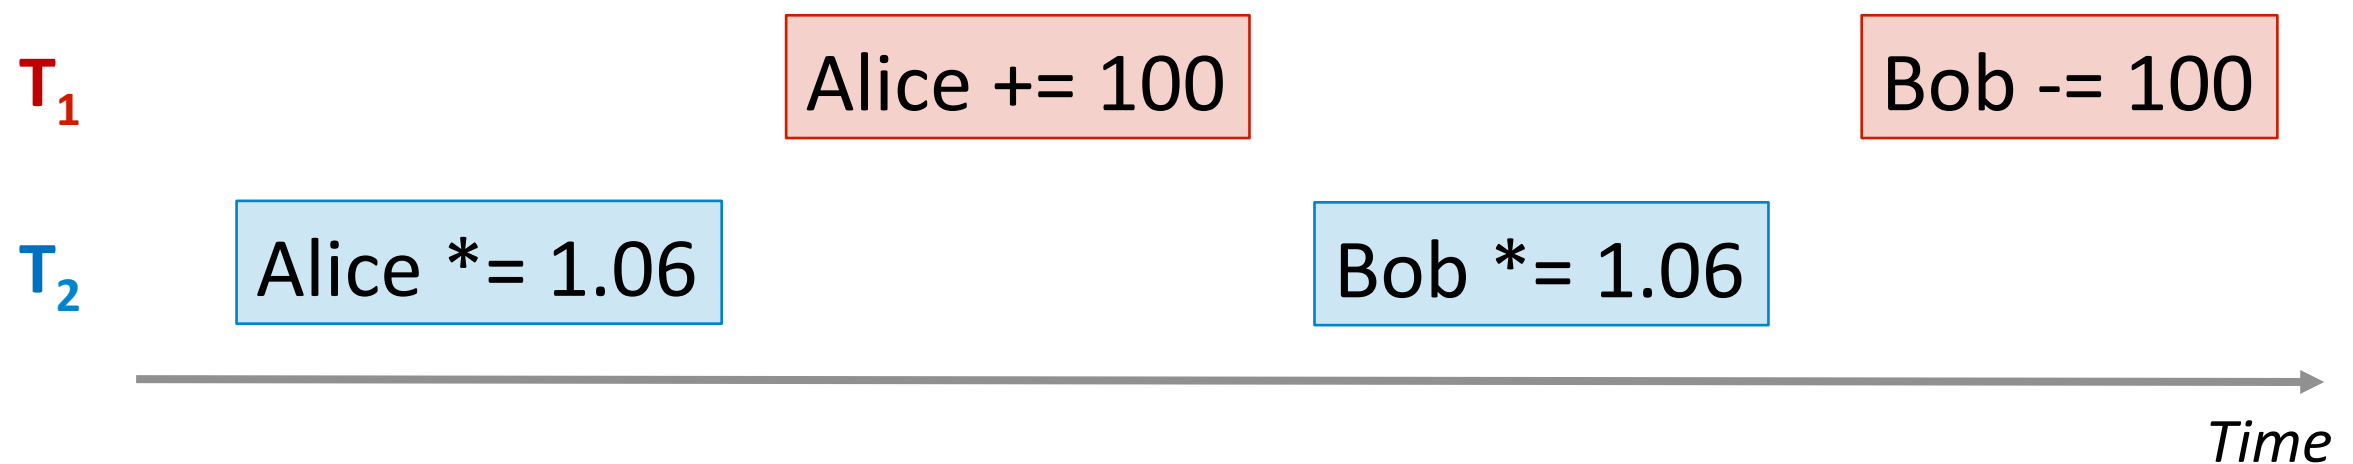 T1 Alice += 100 Bob -= 100
T2 Alice *= 1.06 Bob *= 1.06
Time